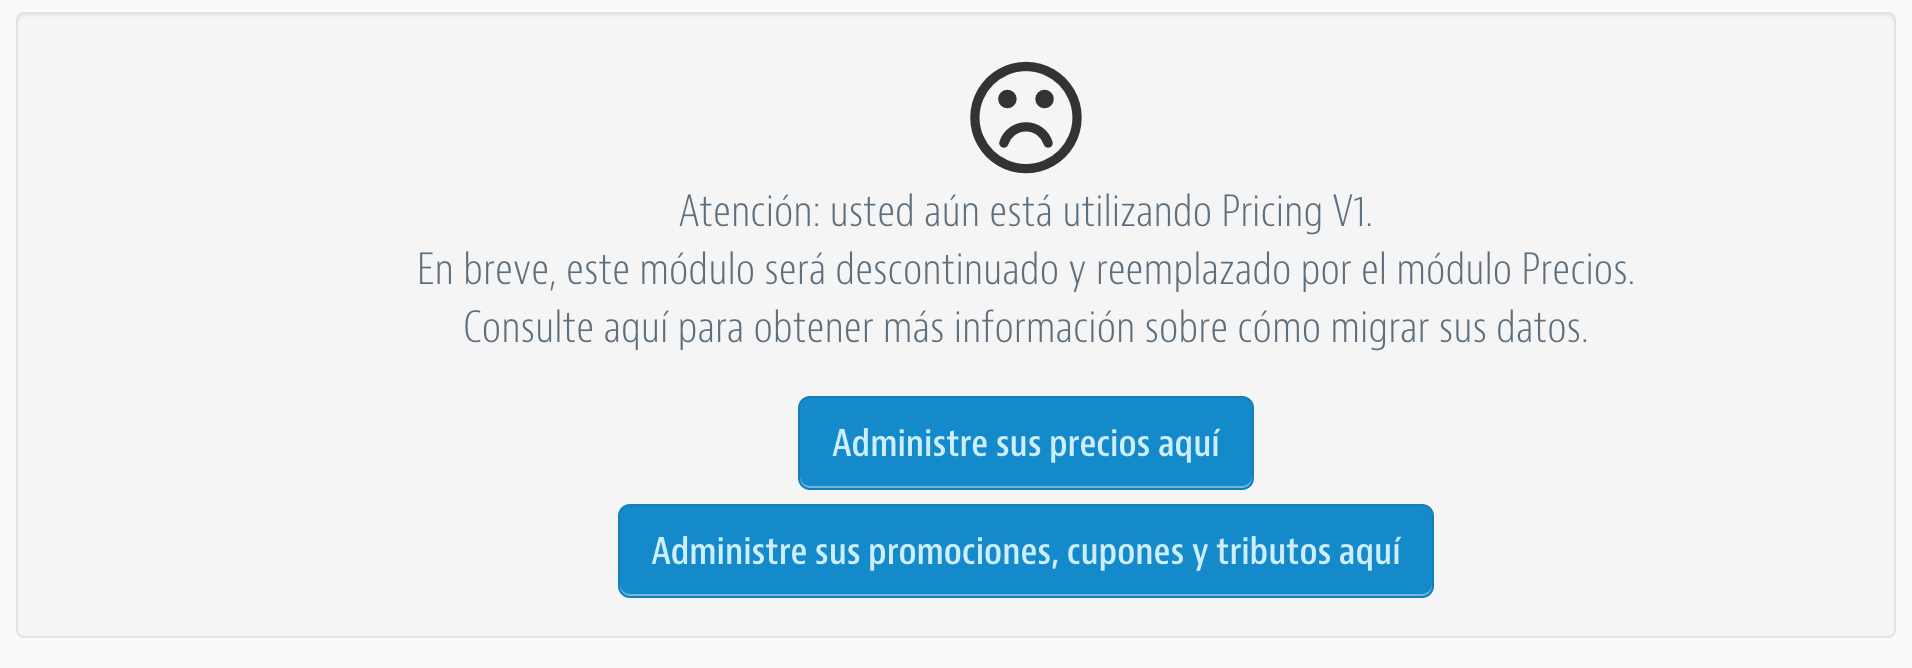 Atención: usted aún está utilizando Pricing V1.
En breve, este módulo será descontinuado y reemplazado por el módulo Precios.
Consulte aquí para obtener más información sobre cómo migrar sus datos.
Administre sus precios aquí
Administre sus promociones, cupones y tributos aquí